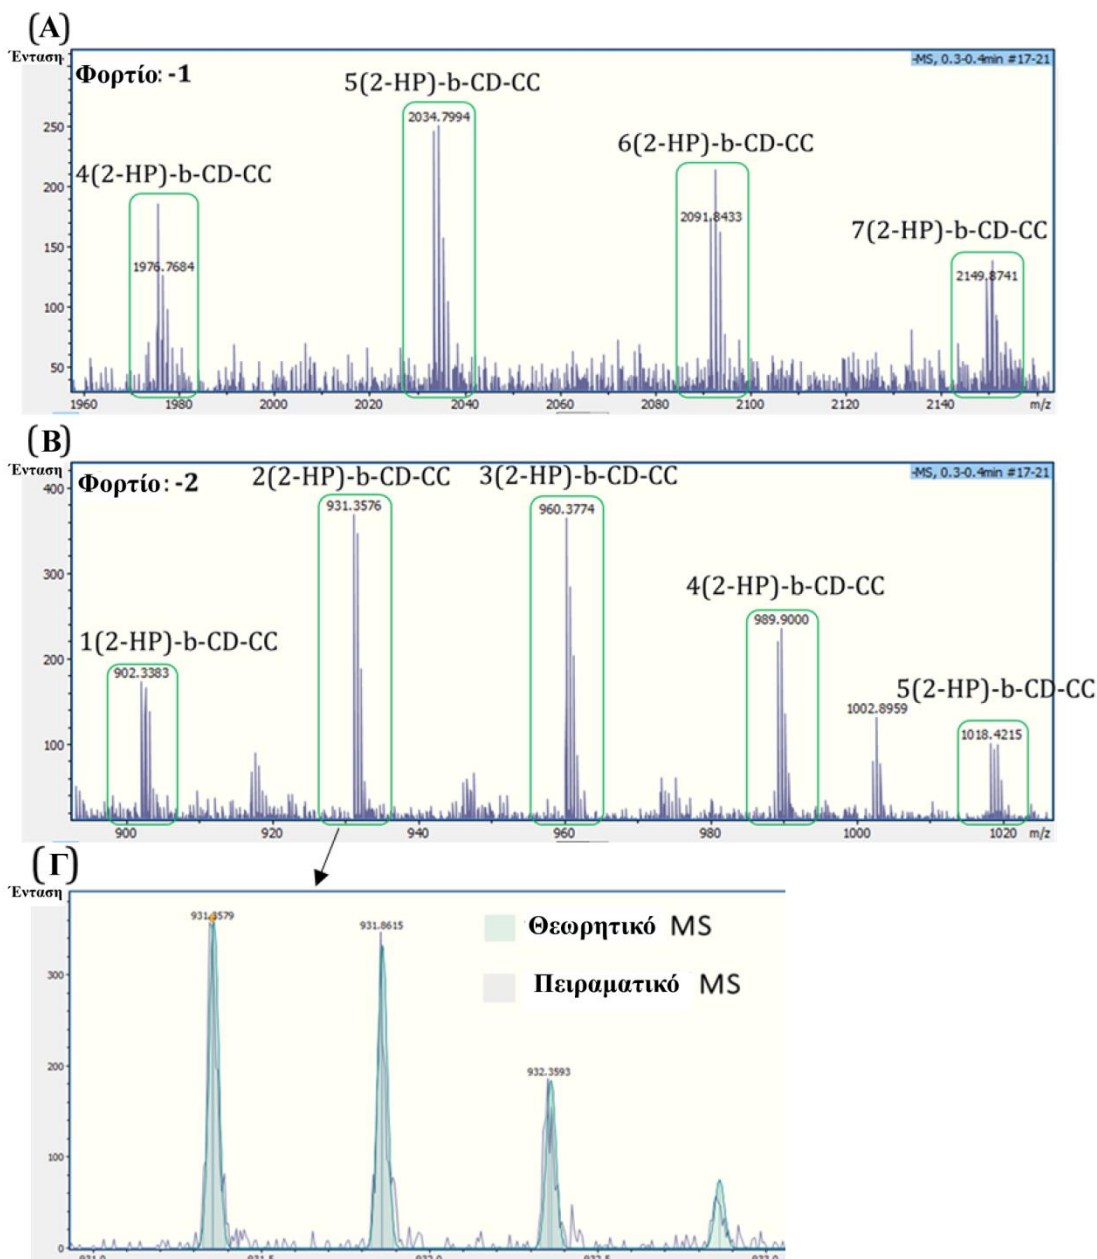 (A)
Ένταση
Φορτίο: -1
-MS, 0.3-0.4min #17-21
5(2-HP)-b-CD-CC
2034.7994
6(2-HP)-b-CD-CC
4(2-HP)-b-CD-CC
2091.8433
7(2-HP)-b-CD-CC
1976.7684
2149.8741
250
200
150
100
50
1960 1980 2000 2020 2040 2060 2080 2100 2120 2140 m/z
(B)
Ένταση
Φορτίο: -2
-MS, 0.3-0.4min #17-21
2(2-HP)-b-CD-CC
3(2-HP)-b-CD-CC
931.3576
960.3774
4(2-HP)-b-CD-CC
989.9000
1(2-HP)-b-CD-CC
902.3383
5(2-HP)-b-CD-CC
1002.8959
1018.4215
400
300
200
100
900 920 940 960 980 1000 1020 m/z
(Γ)
Ένταση
931.3579
931.8615
932.3593
Θεωρητικό MS
Πειραματικό MS
300
200
100
0